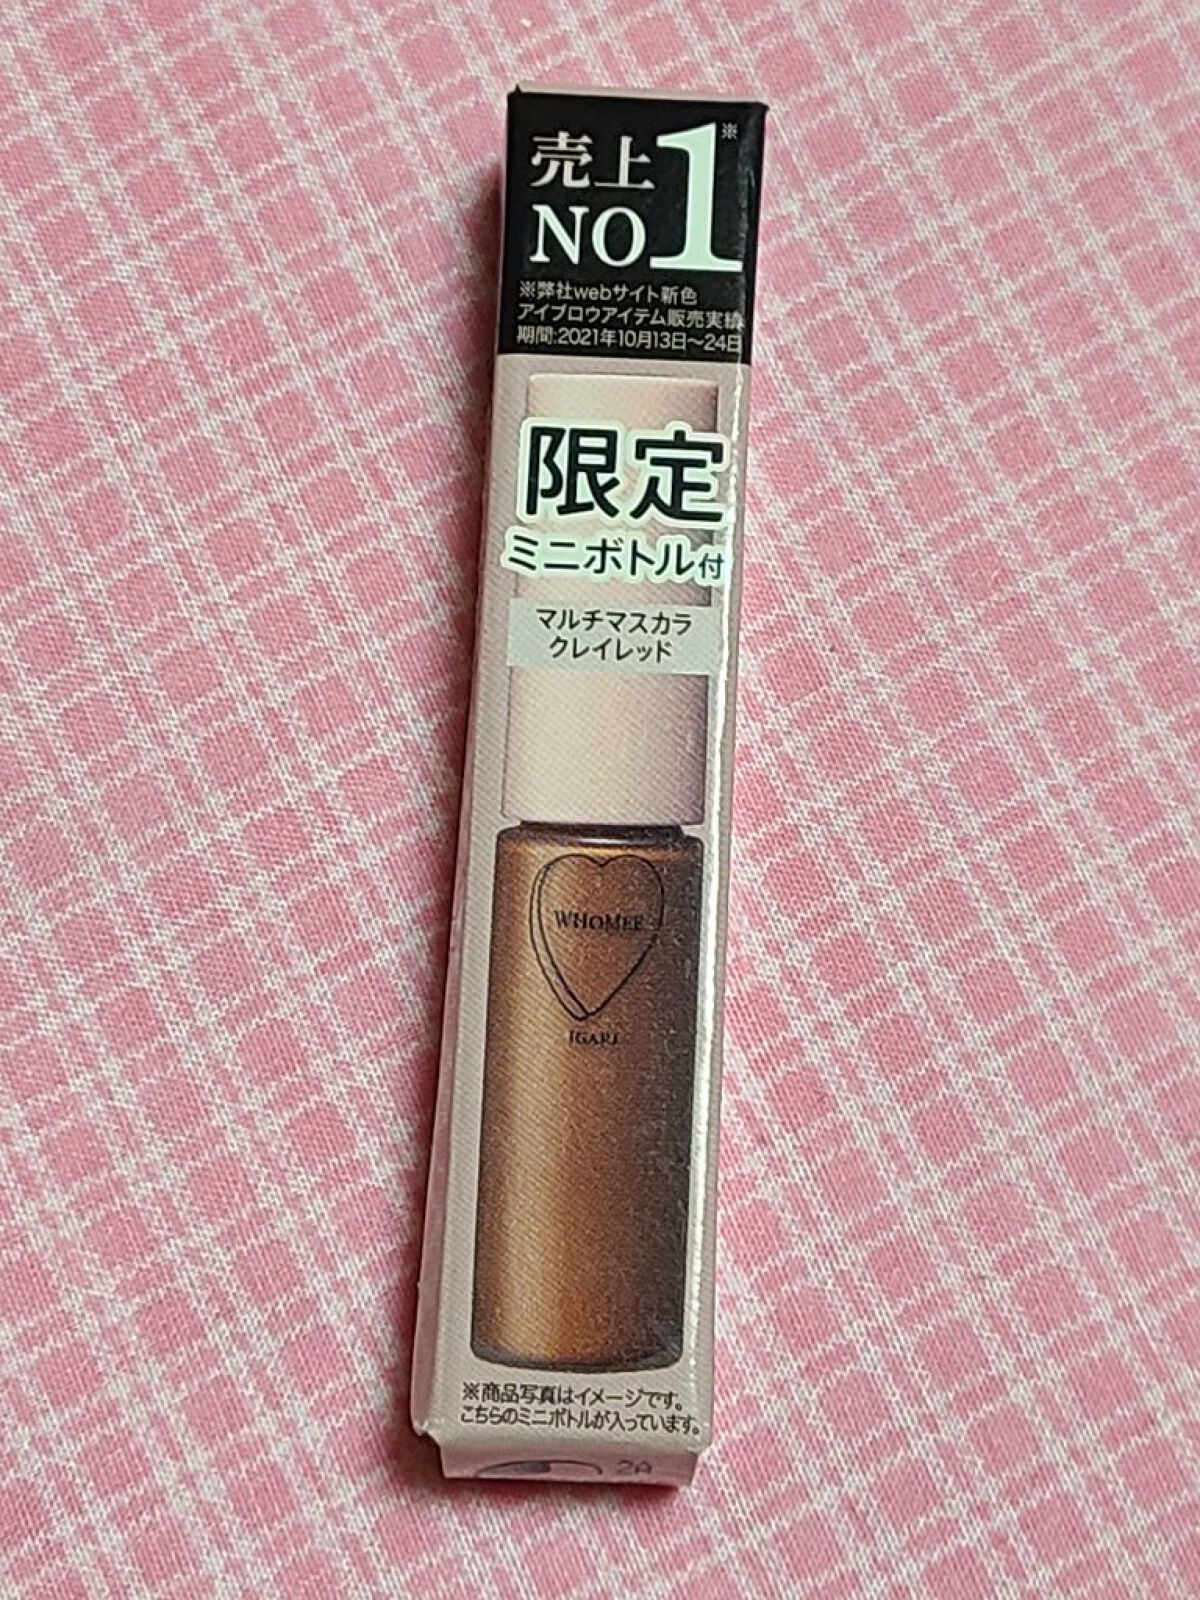 売上
NO1※
※弊社webサイト新色
アイブロウアイテム販売実績
期間:2021年10月13日〜24日
限定
ミニボトル付
マルチマスカラ
クレイレッド
WHOMEE
IGARI
※商品写真はイメージです。
こちらのミニボトルが入っています。